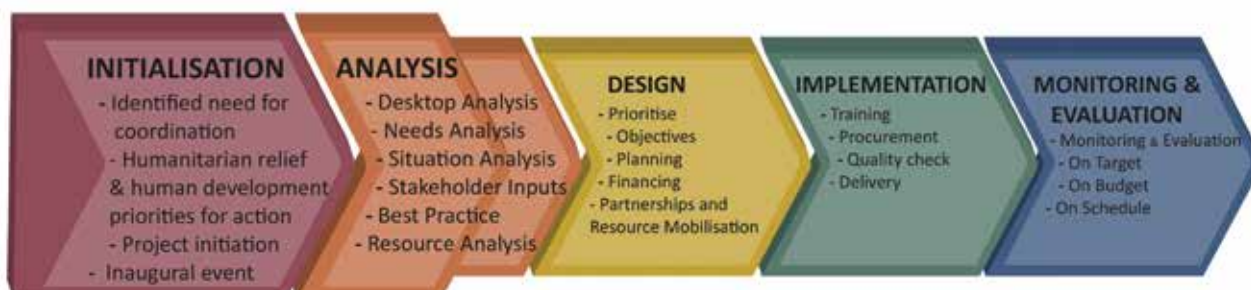 INITIALISATION
- Identified need for
coordination
- Humanitarian relief
& human development
priorities for action
- Project initiation
- Inaugural event
ANALYSIS
- Desktop Analysis
- Needs Analysis
- Situation Analysis
- Stakeholder Inputs
- Best Practice
- Resource Analysis
DESIGN
- Prioritise
- Objectives
- Planning
- Financing
- Partnerships and
Resource Mobilisation
IMPLEMENTATION
- Training
- Procurement
- Quality check
- Delivery
MONITORING &
EVALUATION
- Monitoring & Evaluation
- On Target
- On Budget
- On Schedule